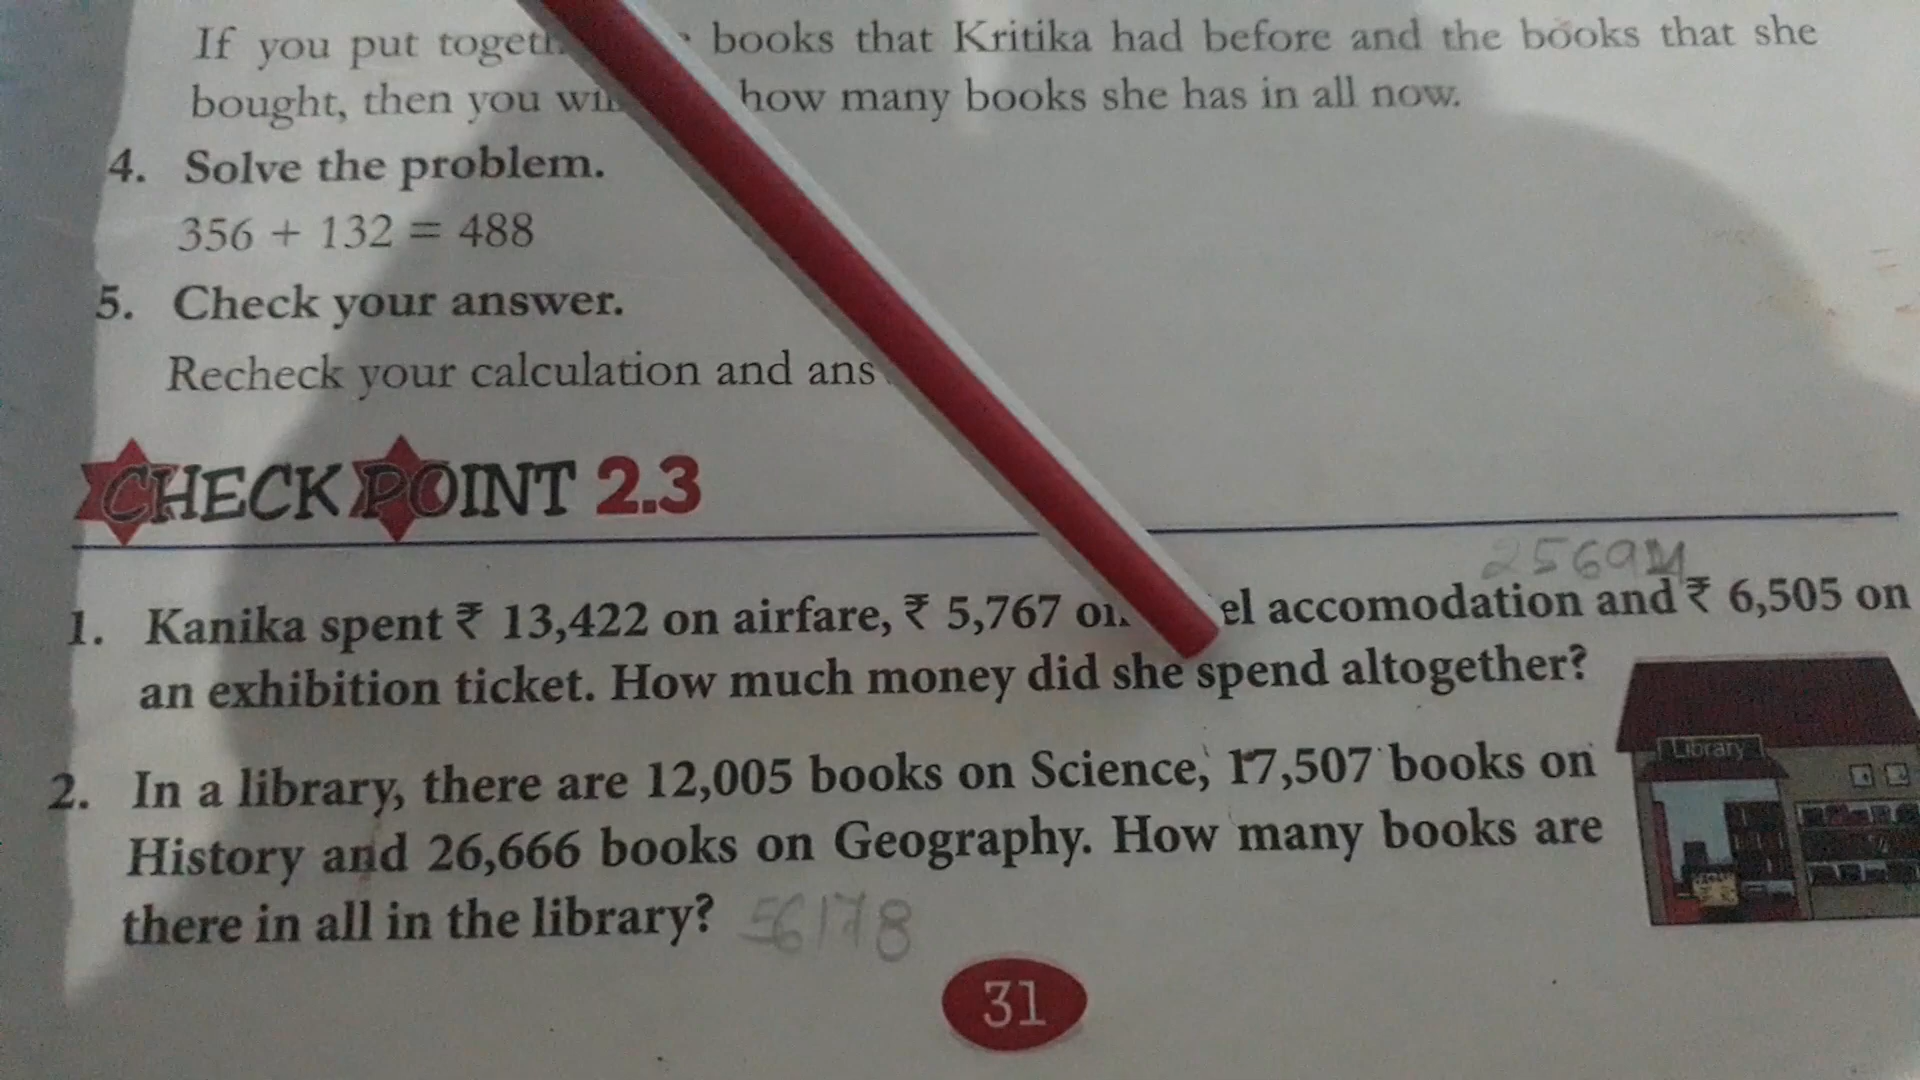 If you put books that Kritika had before and the books that she
bought, then you how many books she has in all now.
4. Solve the problem.
356 + 132 = 488
5. Check your answer.
Recheck your calculation and
CHECK POINT 2.3
1. Kanika spent ₹ 13,422 on airfare, ₹ 5,767 accomodation and ₹ 6,505 on
an exhibition ticket. How much money did she spend altogether?
2. In a library, there are 12,005 books on Science, 17,507 books on
History and 26,666 books on Geography. How many books are
there in all in the library? 56178
Library
31